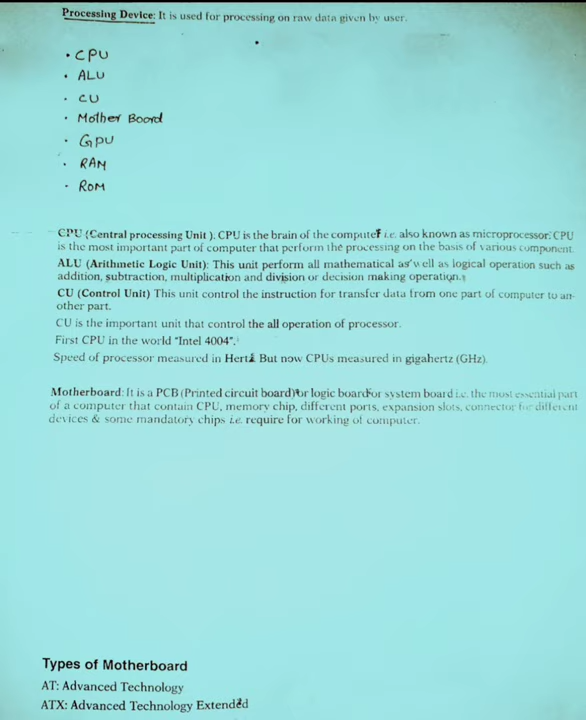 Processing Device: It is used for processing on raw data given by user.
• CPU
• ALU
• CU
• Mother Board
• GPU
• RAM
• ROM
CPU (Central processing Unit ): CPU is the brain of the computer i.e. also known as microprocessor. CPU
is the most important part of computer that perform the processing on the basis of various component.
ALU (Arithmetic Logic Unit): This unit perform all mathematical as well as logical operation such as
addition, subtraction, multiplication and division or decision making operation.
CU (Control Unit) This unit control the instruction for transfer data from one part of computer to an-
other part.
CU is the important unit that control the all operation of processor.
First CPU in the world "Intel 4004".
Speed of processor measured in Hertz But now CPUs measured in gigahertz (GHz).
Motherboard: It is a PCB (Printed circuit board) or logic board or system board i.e. the most essential part
of a computer that contain CPU, memory chip, different ports, expansion slots, connector for different
devices & some mandatory chips i.e. require for working of computer.
Types of Motherboard
AT: Advanced Technology
ATX: Advanced Technology Extended